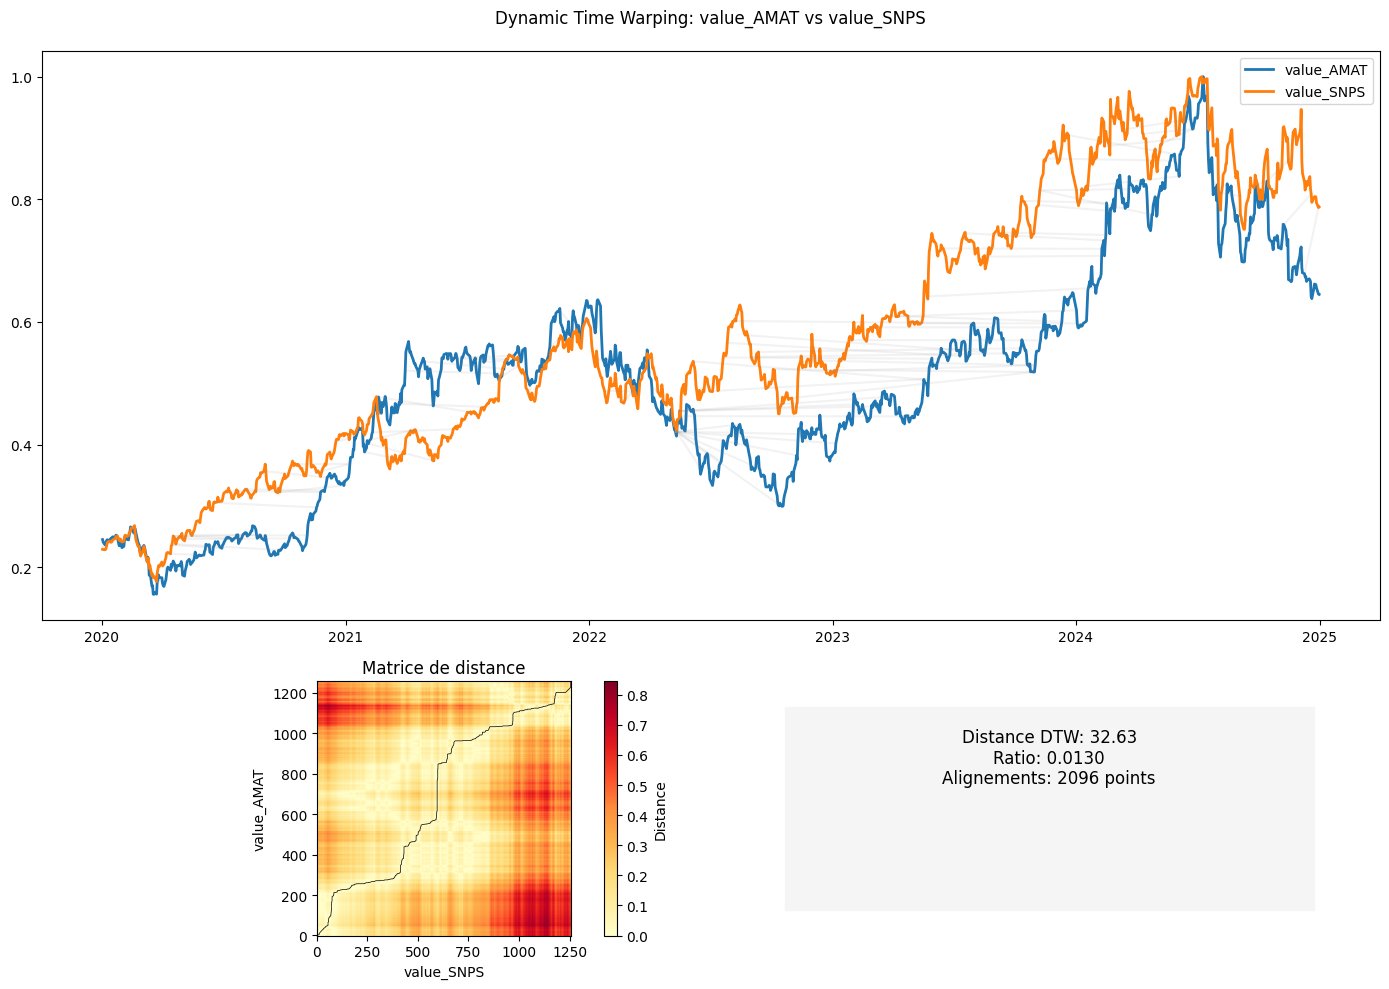 Dynamic Time Warping: value_AMAT vs value_SNPS
value_AMAT
value_SNPS
1.0
0.8
0.6
0.4
0.2
2020 2021 2022 2023 2024 2025
Matrice de distance
value_AMAT
1200
1000
800
600
400
200
0
0 250 500 750 1000 1250
value_SNPS
0.8
0.7
0.6
0.5
0.4
0.3
0.2
0.1
0.0
Distance
Distance DTW: 32.63
Ratio: 0.0130
Alignements: 2096 points